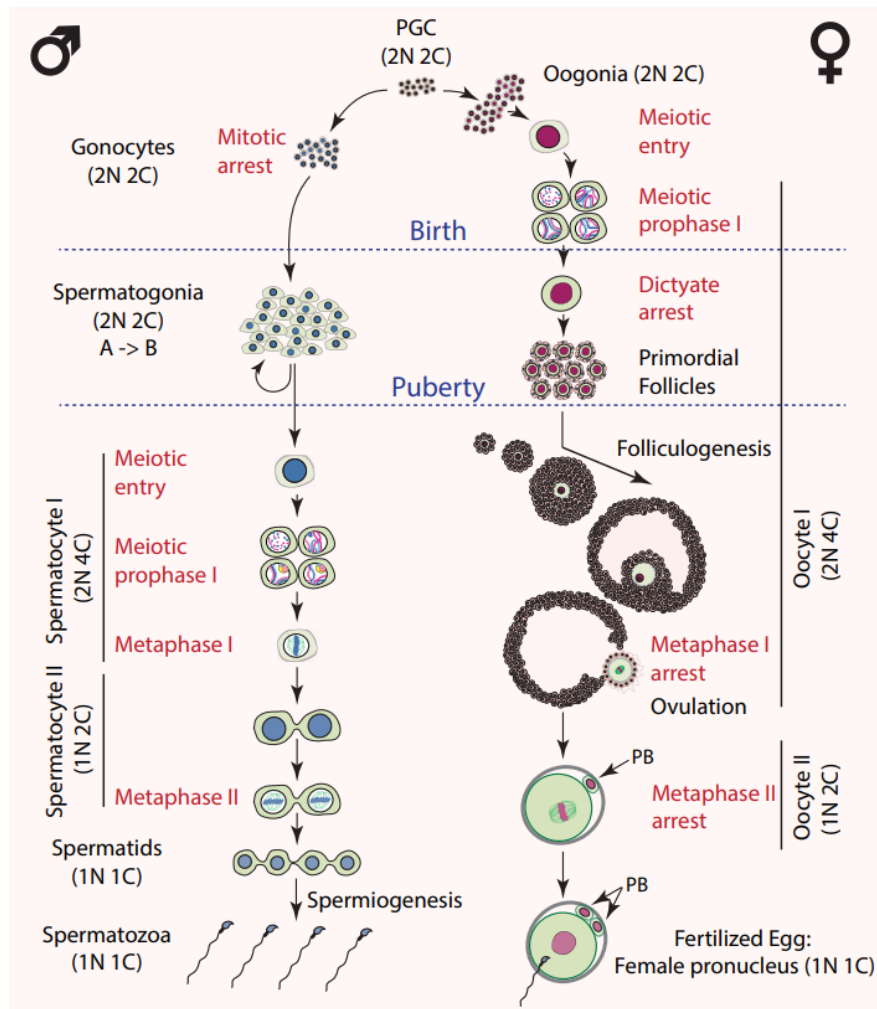 PGC
(2N 2C)
Oogonia (2N 2C)
Gonocytes
(2N 2C)
Mitotic
arrest
Meiotic
entry
Meiotic
prophase I
Birth
Spermatogonia
(2N 2C)
A -> B
Dictyate
arrest
Primordial
Follicles
Puberty
Spermatocyte I
(2N 4C)
Meiotic
entry
Meiotic
prophase I
Metaphase I
Folliculogenesis
Oocyte I
(2N 4C)
Metaphase I
arrest
Ovulation
Spermatocyte II
(1N 2C)
Metaphase II
PB
Metaphase II
arrest
Oocyte II
(1N 2C)
Spermatids
(1N 1C)
Spermiogenesis
Spermatozoa
(1N 1C)
PB
Fertilized Egg:
Female pronucleus (1N 1C)